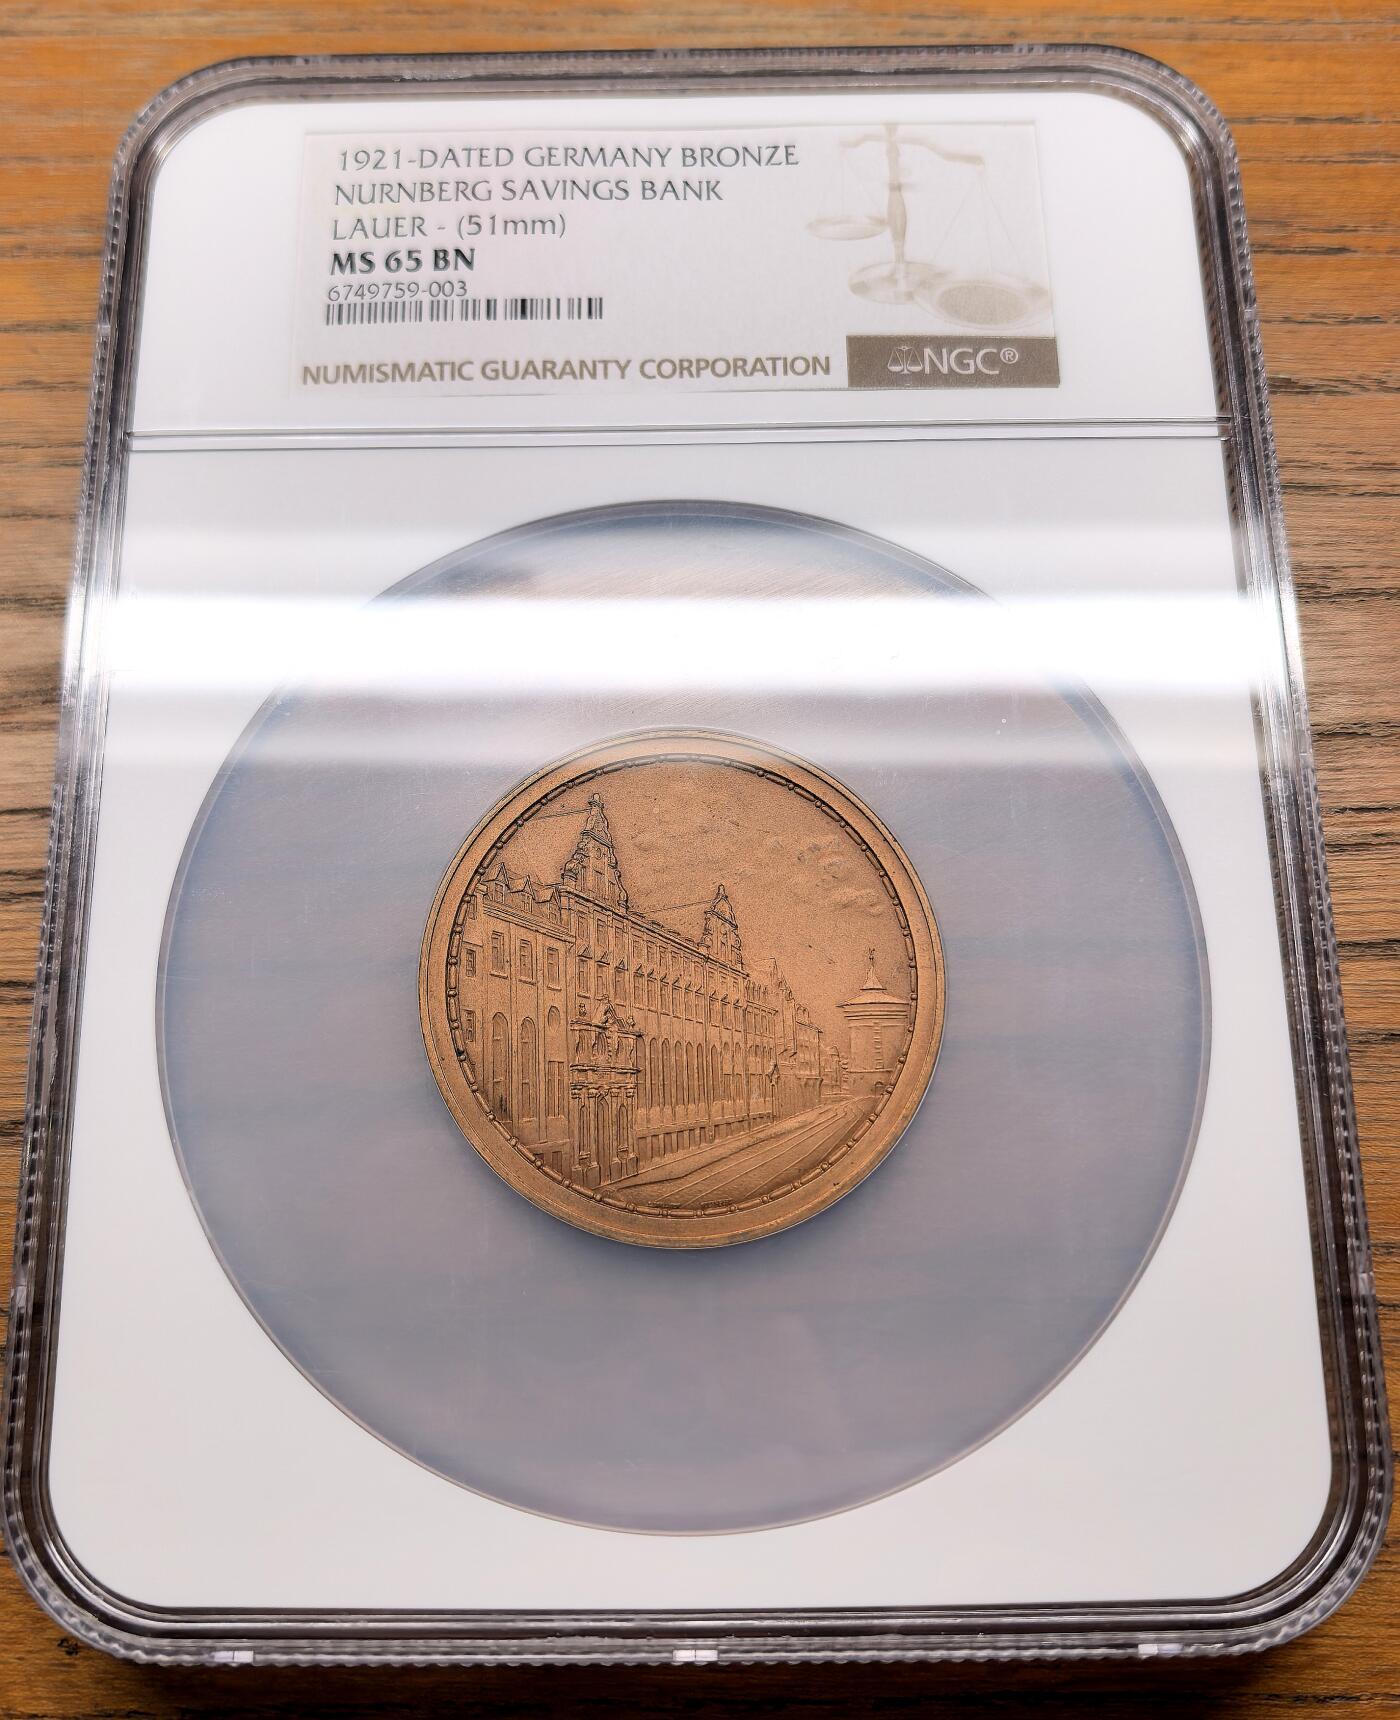 1921-DATED GERMANY BRONZE
NURNBERG SAVINGS BANK
LAUER - (51mm)
MS 65 BN
6749759-003
NUMISMATIC GUARANTY CORPORATION
NGC®